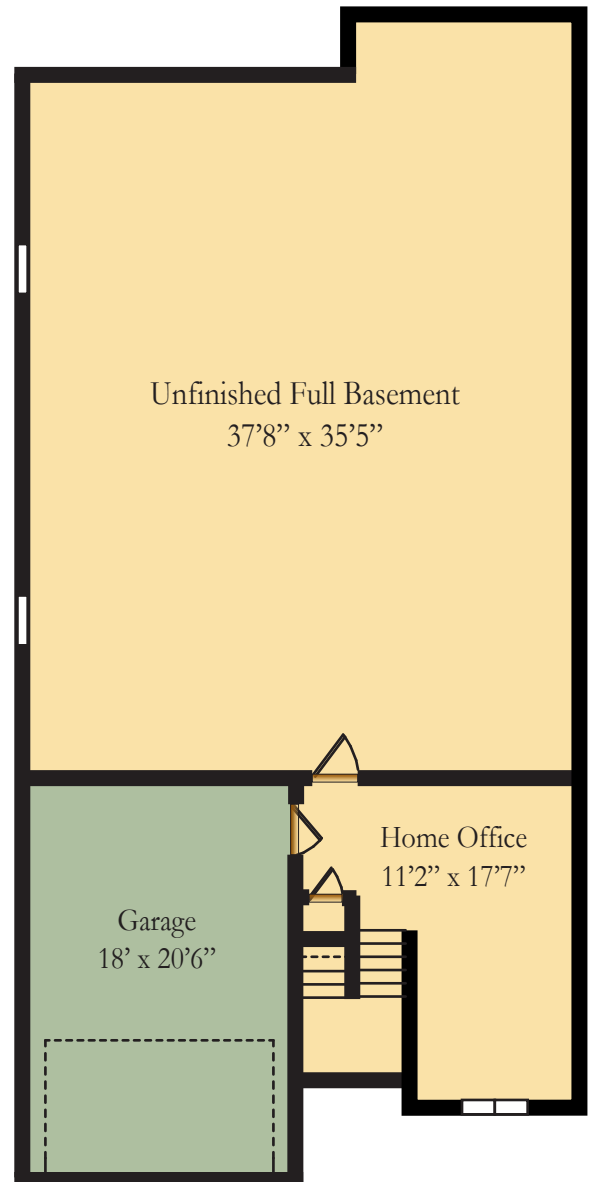 Unfinished Full Basement
37’8” x 35’5”
Home Office
11’2” x 17’7”
Garage
18’ x 20’6”